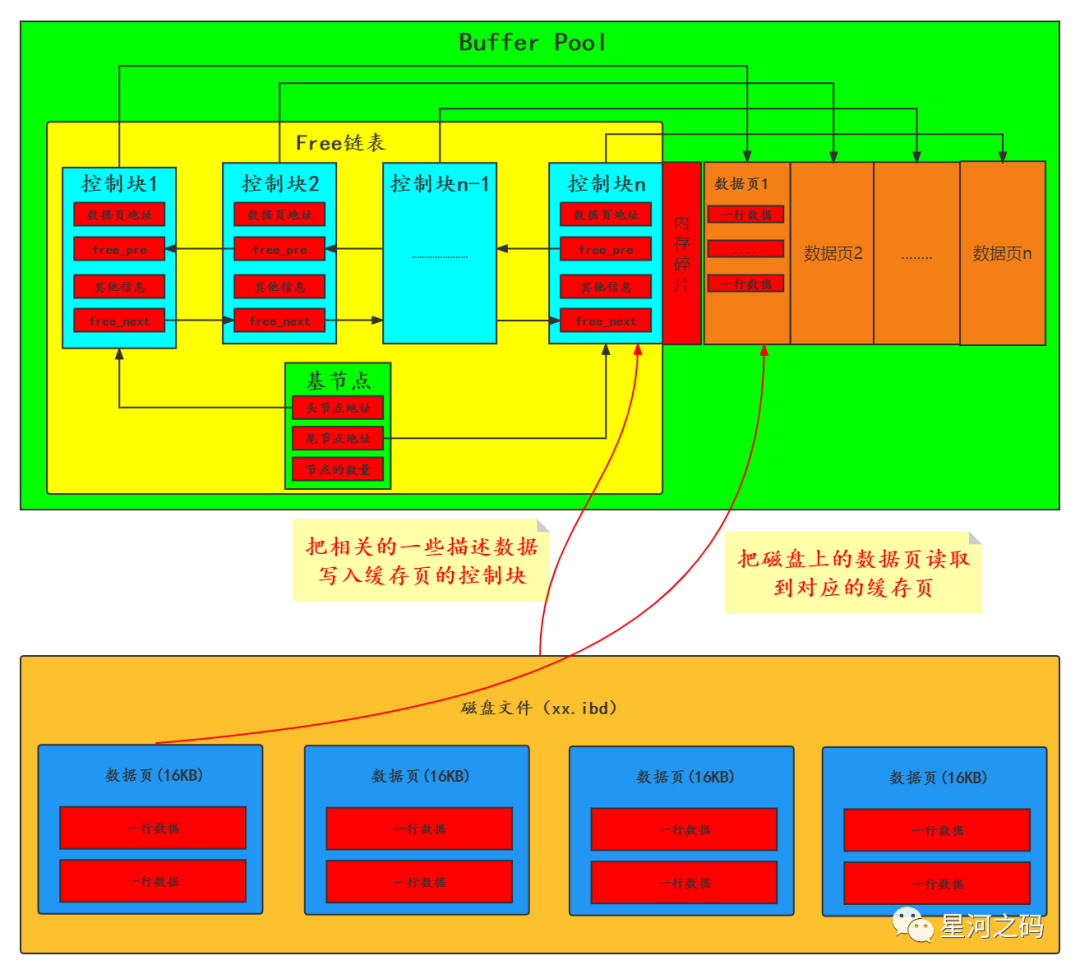 Buffer Pool
Free链表
控制块1
数据页地址
free_pre
其他信息
free_next
控制块2
数据页地址
free_pre
其他信息
free_next
控制块n-1
.....................
控制块n
数据页地址
free_pre
其他信息
free_next
内
存
碎
片
数据页1
一行数据
....
一行数据
数据页2
........
数据页n
基节点
头节点地址
尾节点地址
节点的数量
把相关的一些描述数据
写入缓存页的控制块
把磁盘上的数据页读取
到对应的缓存页
磁盘文件（xx.ibd）
数据页(16KB)
一行数据
一行数据
数据页(16KB)
一行数据
一行数据
数据页(16KB)
一行数据
一行数据
数据页(16KB)
一行数据
一行数据
星河之码